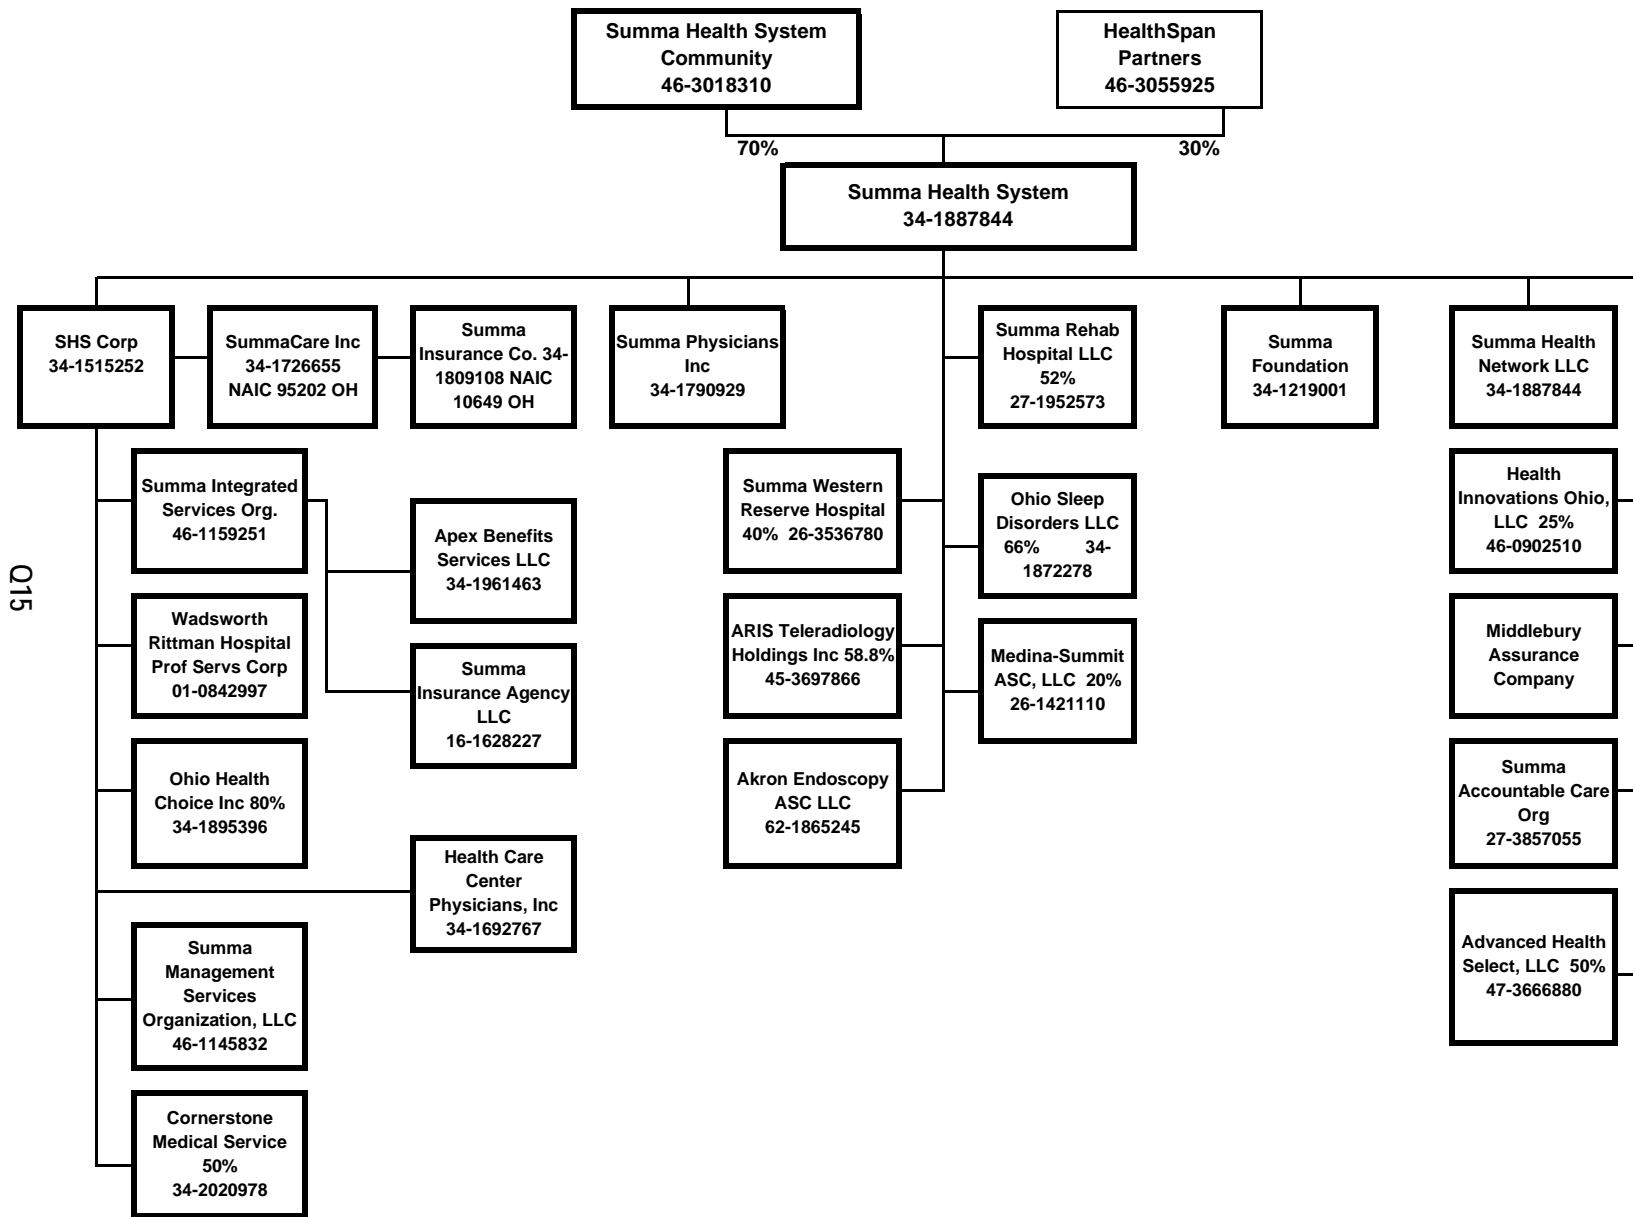 Summa Health System
Community
46-3018310
HealthSpan
Partners
46-3055925
70%
30%
Summa Health System
34-1887844
SHS Corp
34-1515252
SummaCare Inc
34-1726655
NAIC 95202 OH
Summa
Insurance Co. 34-
1809108 NAIC
10649 OH
Summa Physicians
Inc
34-1790929
Summa Rehab
Hospital LLC
52%
27-1952573
Summa
Foundation
34-1219001
Summa Health
Network LLC
34-1887844
Summa Integrated
Services Org.
46-1159251
Apex Benefits
Services LLC
34-1961463
Summa Western
Reserve Hospital
40% 26-3536780
Ohio Sleep
Disorders LLC
66% 34-
1872278
Health
Innovations Ohio,
LLC 25%
46-0902510
Q15
Wadsworth
Rittman Hospital
Prof Servs Corp
01-0842997
Summa
Insurance Agency
LLC
16-1628227
ARIS Teleradiology
Holdings Inc 58.8%
45-3697866
Medina-Summit
ASC, LLC 20%
26-1421110
Middlebury
Assurance
Company
Ohio Health
Choice Inc 80%
34-1895396
Akron Endoscopy
ASC LLC
62-1865245
Summa
Accountable Care
Org
27-3857055
Health Care
Center
Physicians, Inc
34-1692767
Summa
Management
Services
Organization, LLC
46-1145832
Advanced Health
Select, LLC 50%
47-3666880
Cornerstone
Medical Service
50%
34-2020978